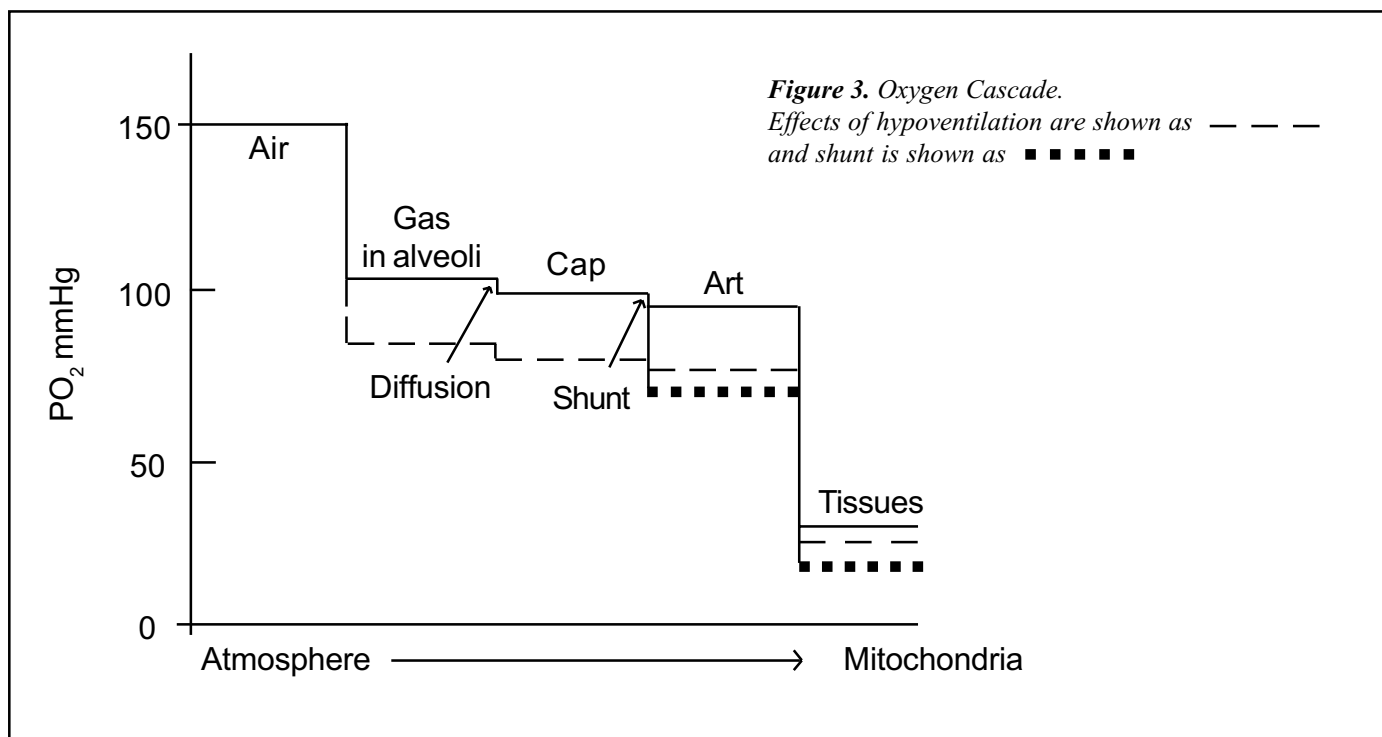 Figure 3. Oxygen Cascade.
Effects of hypoventilation are shown as
and shunt is shown as
PO2 mmHg
150
100
50
0
Air
Gas
in alveoli
Cap
Art
Diffusion
Shunt
Tissues
Atmosphere
Mitochondria